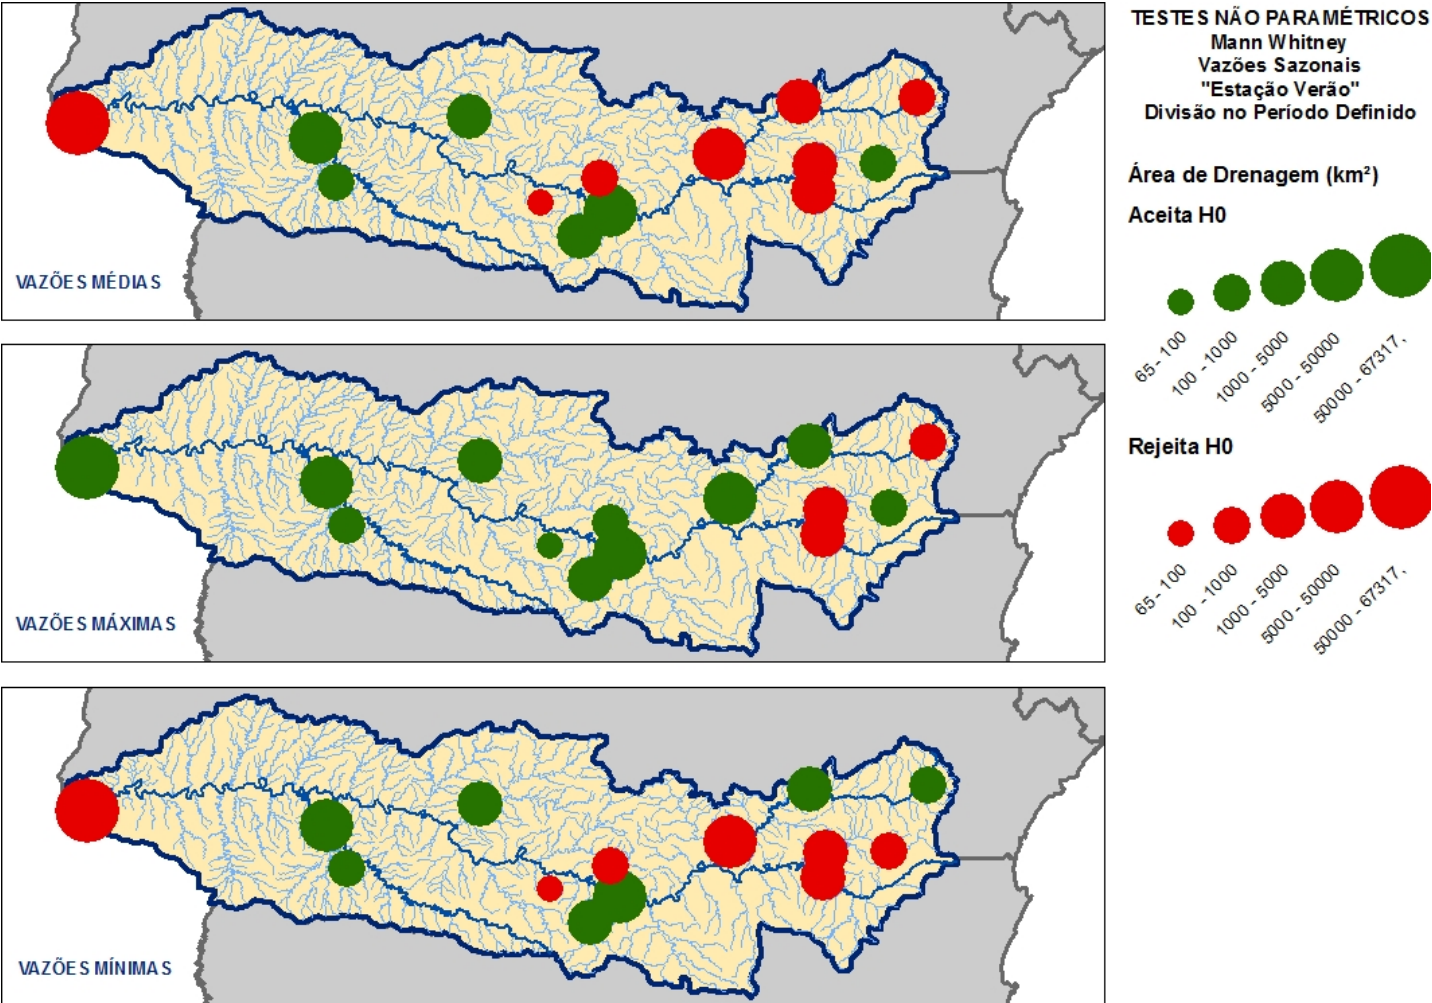 TESTES NÃO PARAMÉTRICOS
Mann Whitney
Vazões Sazonais
"Estação Verão"
Divisão no Período Definido
Área de Drenagem (km²)
Aceita H0
65 - 100
100 - 1000
1000 - 5000
5000 - 50000
50000 - 67317,
Rejeita H0
65 - 100
100 - 1000
1000 - 5000
5000 - 50000
50000 - 67317,
VAZÕES MÉDIAS
VAZÕES MÁXIMAS
VAZÕES MÍNIMAS